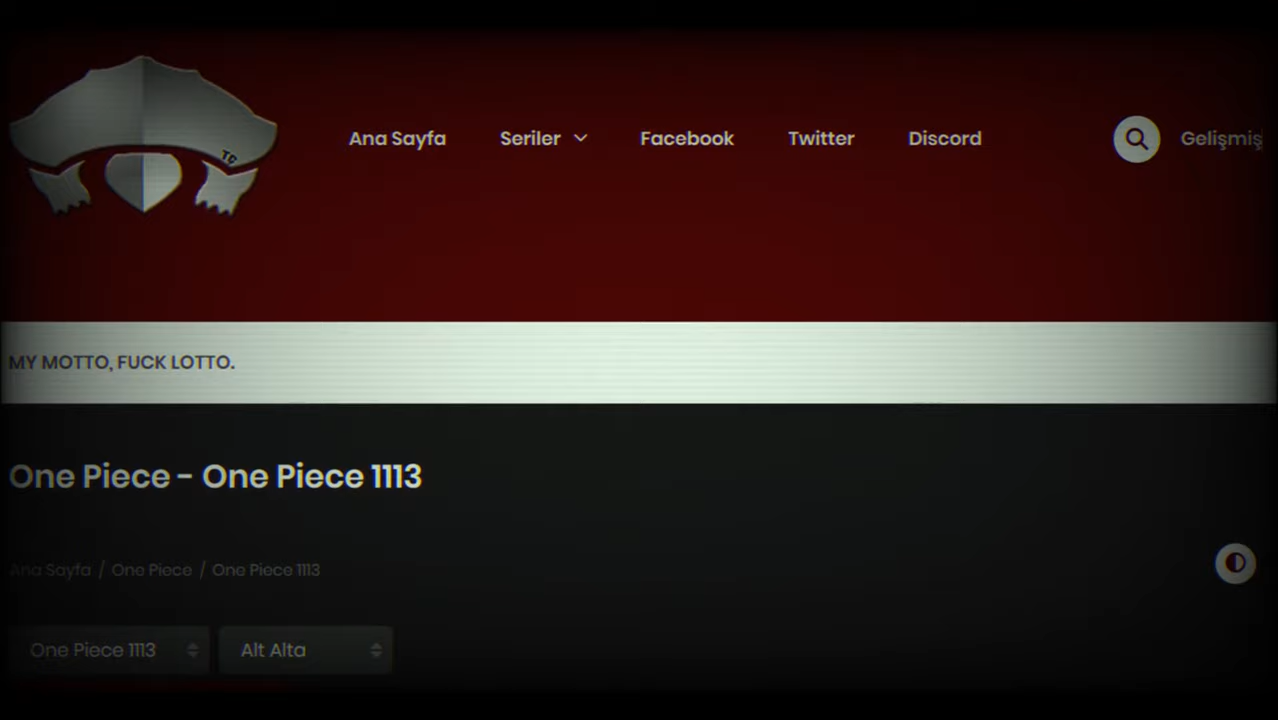 TC
Ana Sayfa Seriler Facebook Twitter Discord Gelişmiş
MY MOTTO, FUCK LOTTO.
One Piece - One Piece 1113
Ana Sayfa / One Piece / One Piece 1113
One Piece 1113 Alt Alta